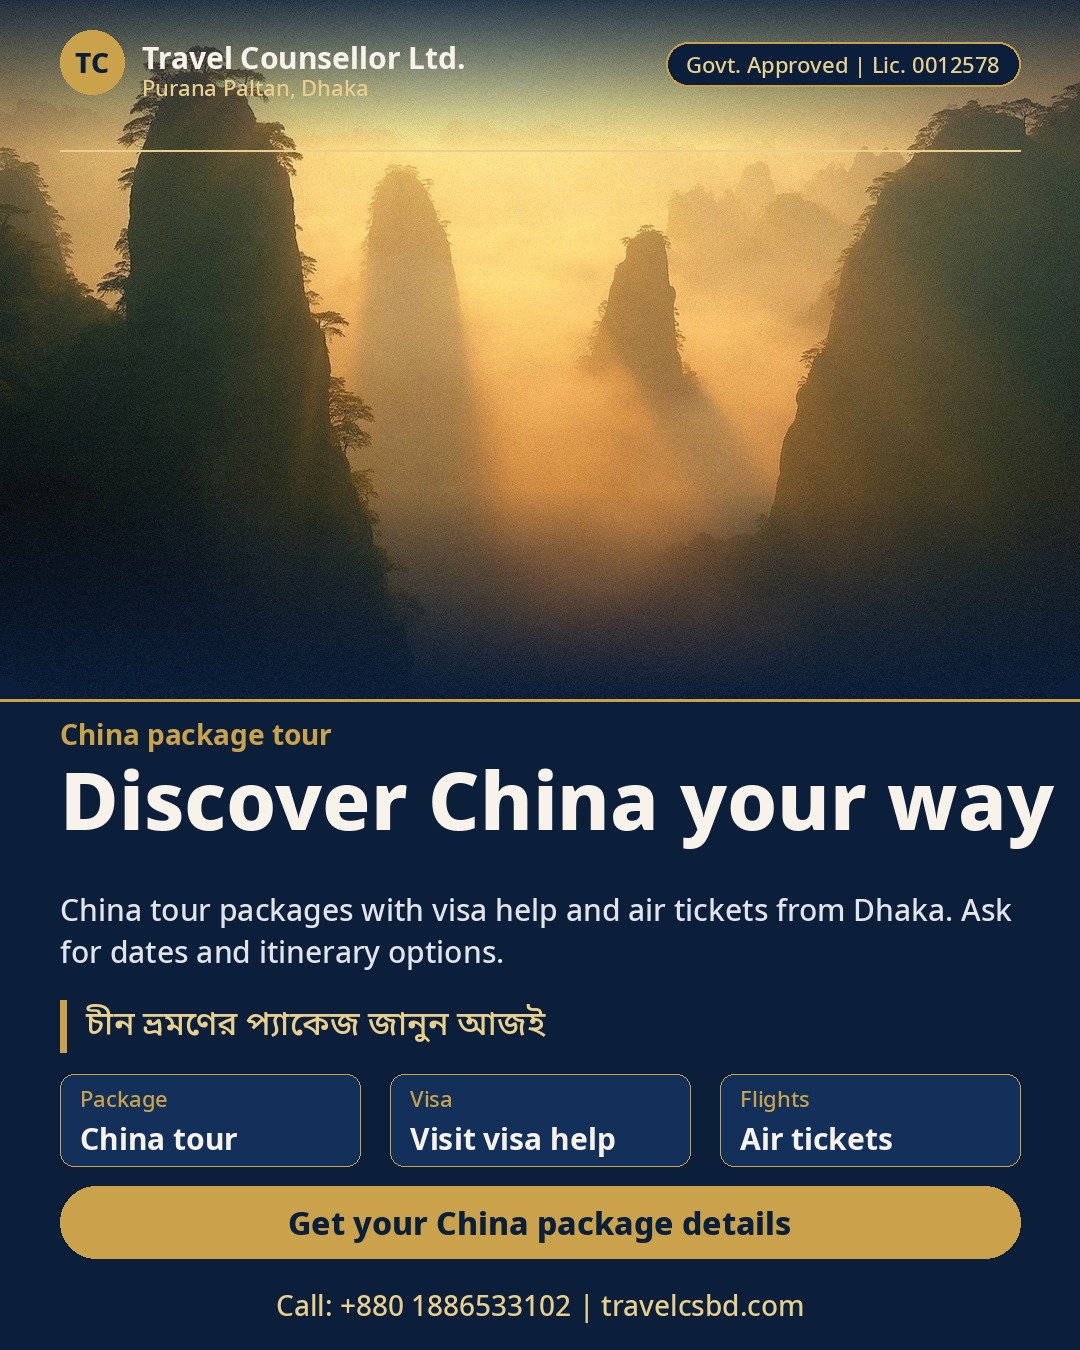 TC
Travel Counsellor Ltd.
Purana Paltan, Dhaka
Govt. Approved | Lic. 0012578
China package tour
Discover China your way
China tour packages with visa help and air tickets from Dhaka. Ask
for dates and itinerary options.
চীন ভ্রমণের প্যাকেজ জানুন আজই
Package
China tour
Visa
Visit visa help
Flights
Air tickets
Get your China package details
Call: +880 1886533102 | travelcsbd.com